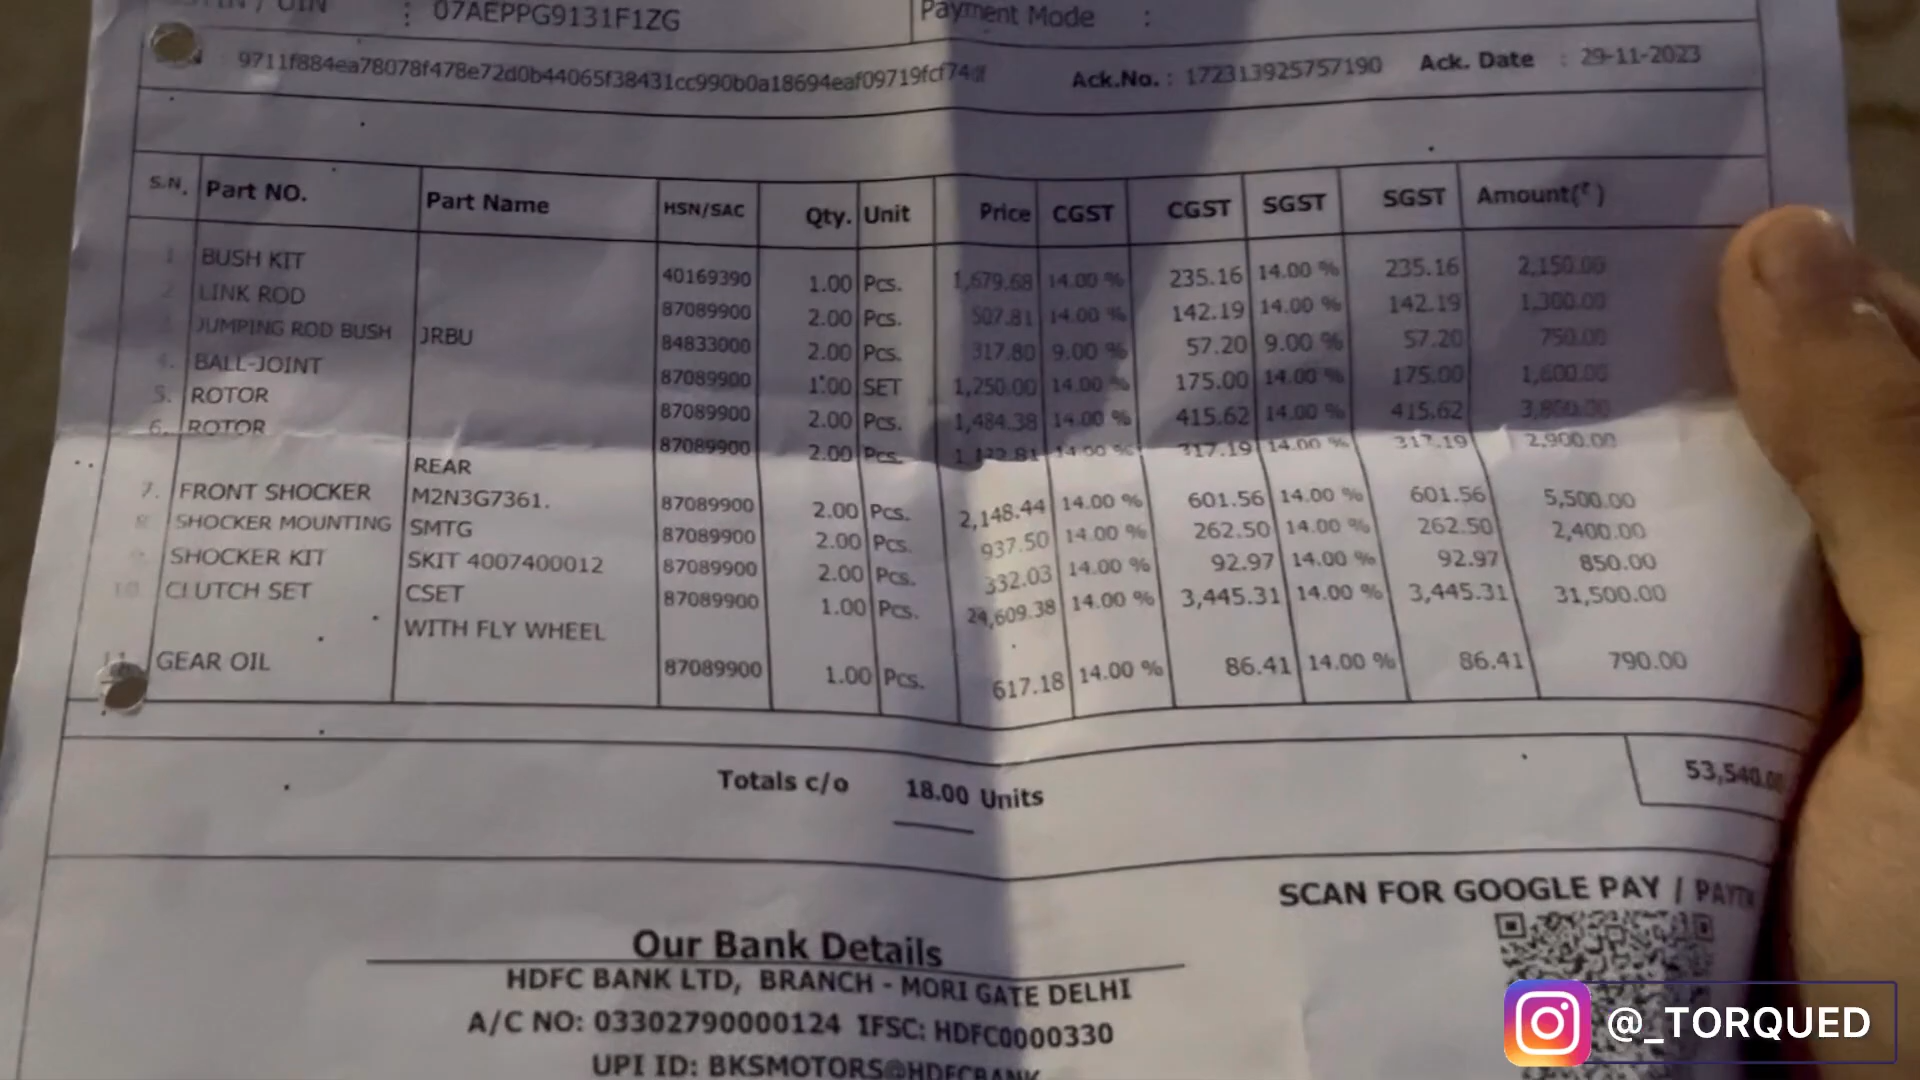 : 07AEPPG9131F1ZG
Payment Mode :
9711f884ea78078f478e72d0b44065f38431cc990b0a18694eaf09719fcf74df Ack.No. : 172313925757190 Ack. Date : 29-11-2023
S.N. Part NO. Part Name HSN/SAC Qty. Unit Price CGST CGST SGST SGST Amount(₹)
1. BUSH KIT 40169390 1.00 Pcs. 1,679.68 14.00 % 235.16 14.00 % 235.16 2,150.00
2. LINK ROD 87089900 2.00 Pcs. 507.81 14.00 % 142.19 14.00 % 142.19 1,300.00
3. JUMPING ROD BUSH JRBU 84833000 2.00 Pcs. 317.80 9.00 % 57.20 9.00 % 57.20 750.00
4. BALL-JOINT 87089900 1.00 SET 1,250.00 14.00 % 175.00 14.00 % 175.00 1,600.00
5. ROTOR 87089900 2.00 Pcs. 1,484.38 14.00 % 415.62 14.00 % 415.62 3,800.00
6. ROTOR 87089900 2.00 Pcs. 14.00 % 317.19 14.00 % 317.19 2,900.00
REAR
7. FRONT SHOCKER M2N3G7361. 87089900 2.00 Pcs. 2,148.44 14.00 % 601.56 14.00 % 601.56 5,500.00
8. SHOCKER MOUNTING SMTG 87089900 2.00 Pcs. 937.50 14.00 % 262.50 14.00 % 262.50 2,400.00
9. SHOCKER KIT SKIT 4007400012 87089900 2.00 Pcs. 332.03 14.00 % 92.97 14.00 % 92.97 850.00
10. CLUTCH SET CSET 87089900 1.00 Pcs. 24,609.38 14.00 % 3,445.31 14.00 % 3,445.31 31,500.00
WITH FLY WHEEL
GEAR OIL 87089900 1.00 Pcs. 617.18 14.00 % 86.41 14.00 % 86.41 790.00
Totals c/o 18.00 Units 53,540.00
SCAN FOR GOOGLE PAY / PAYTM
Our Bank Details
HDFC BANK LTD, BRANCH - MORI GATE DELHI
A/C NO: 03302790000124 IFSC: HDFC0000330
UPI ID: BKSMOTORS@HDFCBANK
@_TORQUED